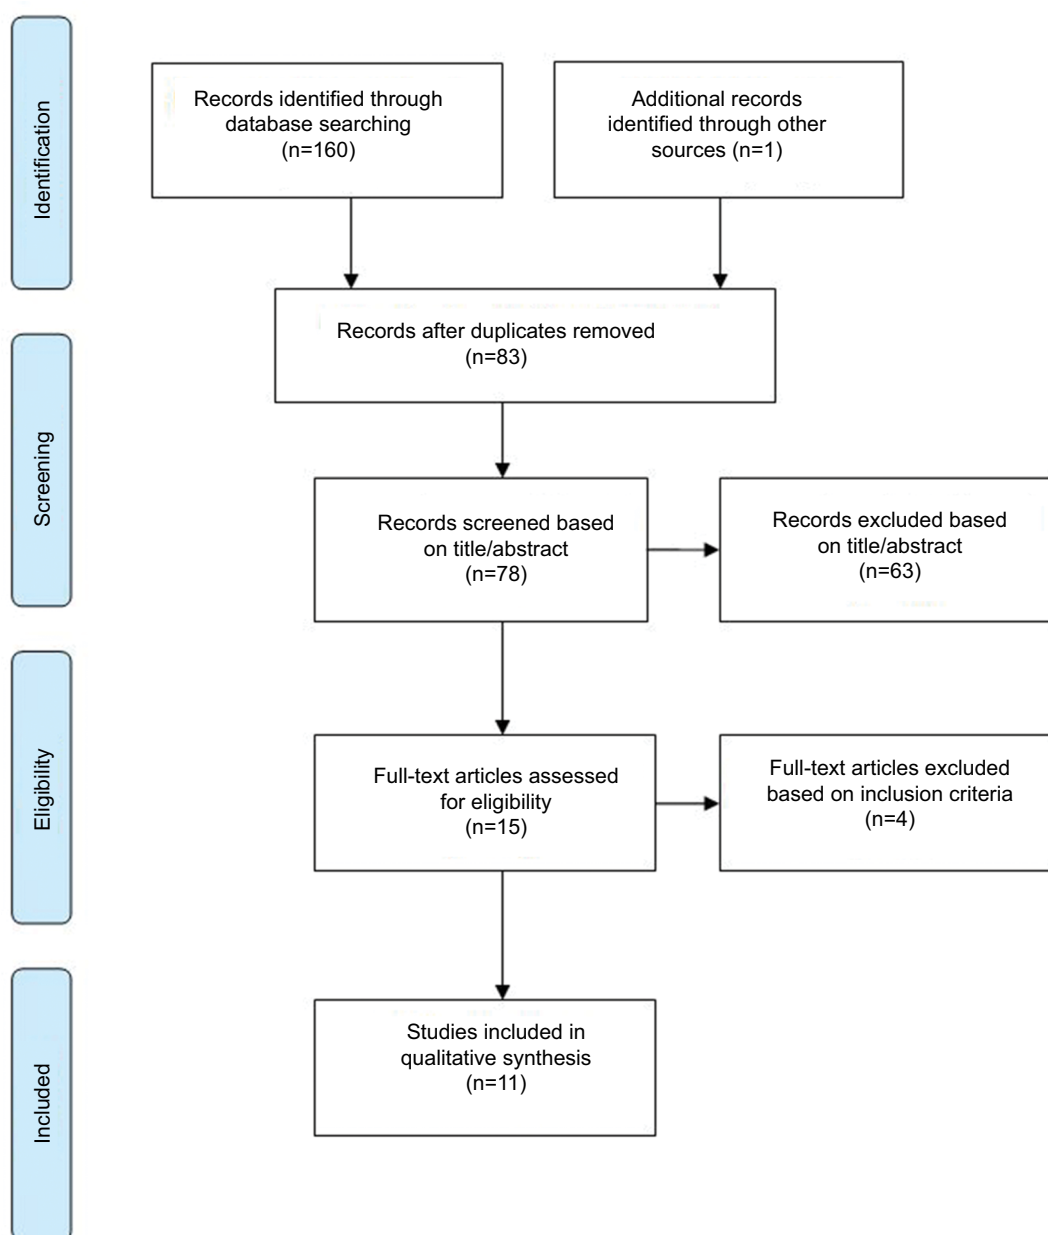 Identification
Records identified through
database searching
(n=160)
Additional records
identified through other
sources (n=1)
Records after duplicates removed
(n=83)
Screening
Records screened based
on title/abstract
(n=78)
Records excluded based
on title/abstract
(n=63)
Eligibility
Full-text articles assessed
for eligibility
(n=15)
Full-text articles excluded
based on inclusion criteria
(n=4)
Included
Studies included in
qualitative synthesis
(n=11)